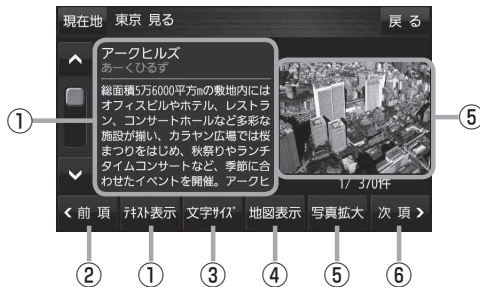 現在地 東京 見る 戻る
アークヒルズ
あーくひるず
総面積5万6000平方mの敷地内には
オフィスビルやホテル、レストラ
ン、コンサートホールなど多彩な
施設が揃い、カラヤン広場では桜
まつりをはじめ、秋祭りやランチ
タイムコンサートなど、季節に合
わせたイベントを開催。アークヒ
1/ 370件
①
⑤
<前 項 ﾃｷｽﾄ表示 文字ｻｲｽﾞ 地図表示 写真拡大 次 項>
② ① ③ ④ ⑤ ⑥